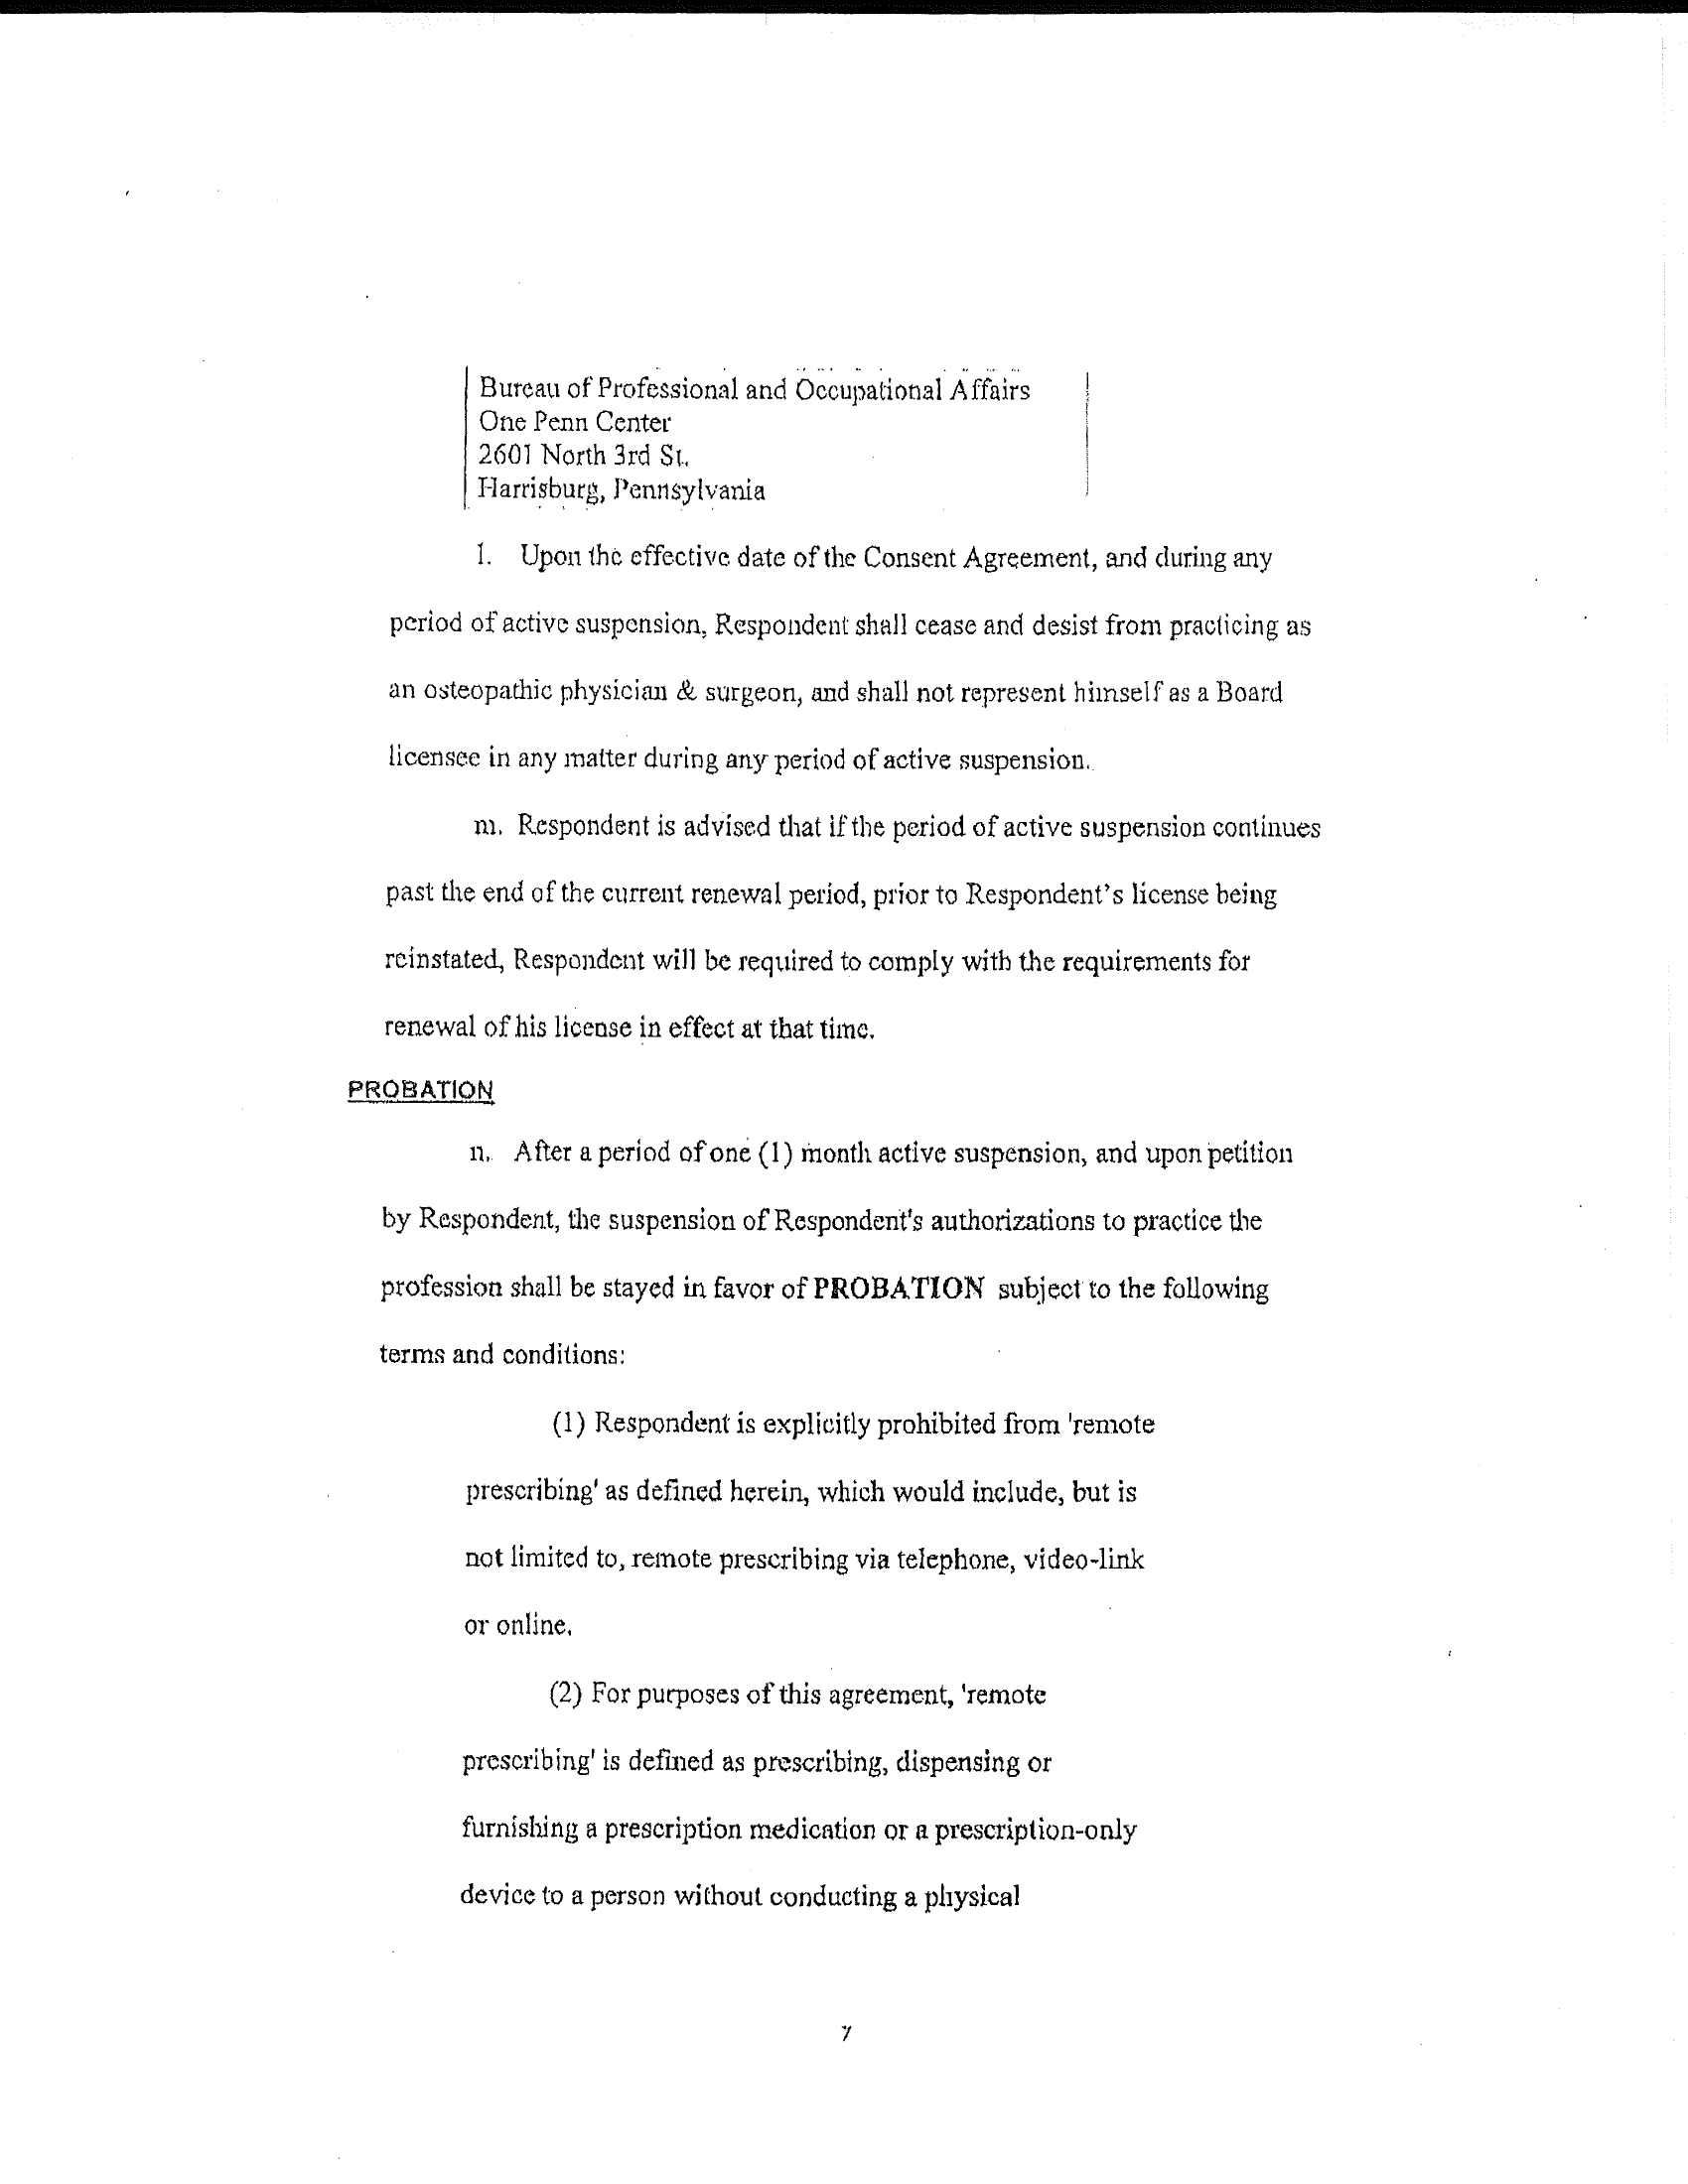 Bureau of Professional and Occupational Affairs
One Penn Center
2601 North 3rd St.
Harrisburg, Pennsylvania
l. Upon the effective date of the Consent Agreement, and during any
period of active suspension, Respondent shall cease and desist from practicing as
an osteopathic physician & surgeon, and shall not represent himself as a Board
licensee in any matter during any period of active suspension.
m. Respondent is advised that if the period of active suspension continues
past the end of the current renewal period, prior to Respondent's license being
reinstated, Respondent will be required to comply with the requirements for
renewal of his license in effect at that time.
PROBATION
n. After a period of one (1) month active suspension, and upon petition
by Respondent, the suspension of Respondent's authorizations to practice the
profession shall be stayed in favor of PROBATION subject to the following
terms and conditions:
(1) Respondent is explicitly prohibited from 'remote
prescribing' as defined herein, which would include, but is
not limited to, remote prescribing via telephone, video-link
or online.
(2) For purposes of this agreement, 'remote
prescribing' is defined as prescribing, dispensing or
furnishing a prescription medication or a prescription-only
device to a person without conducting a physical
7